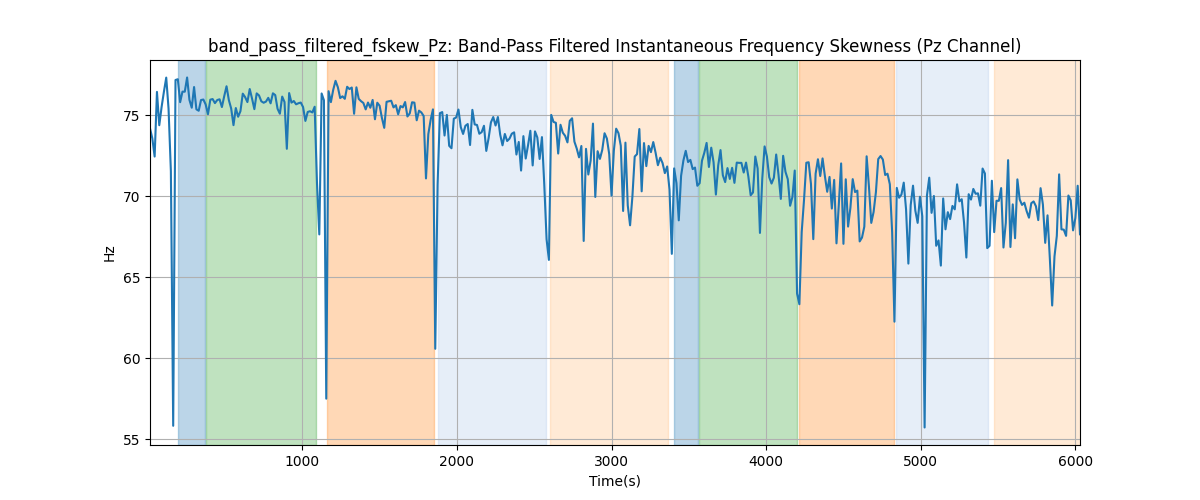 band_pass_filtered_fskew_Pz: Band-Pass Filtered Instantaneous Frequency Skewness (Pz Channel)
75
70
65
60
55
Hz
1000 2000 3000 4000 5000 6000
Time(s)